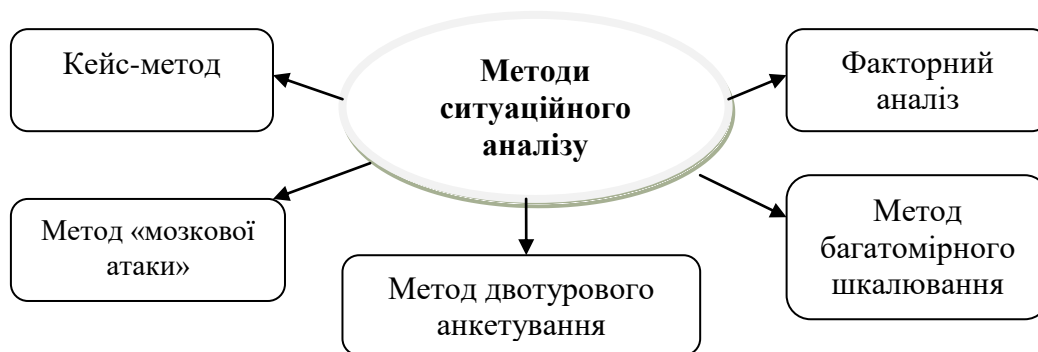 Кейс-метод
Методи
ситуаційного
аналізу
Факторний
аналіз
Метод «мозкової
атаки»
Метод двотурового
анкетування
Метод
багатомірного
шкалювання